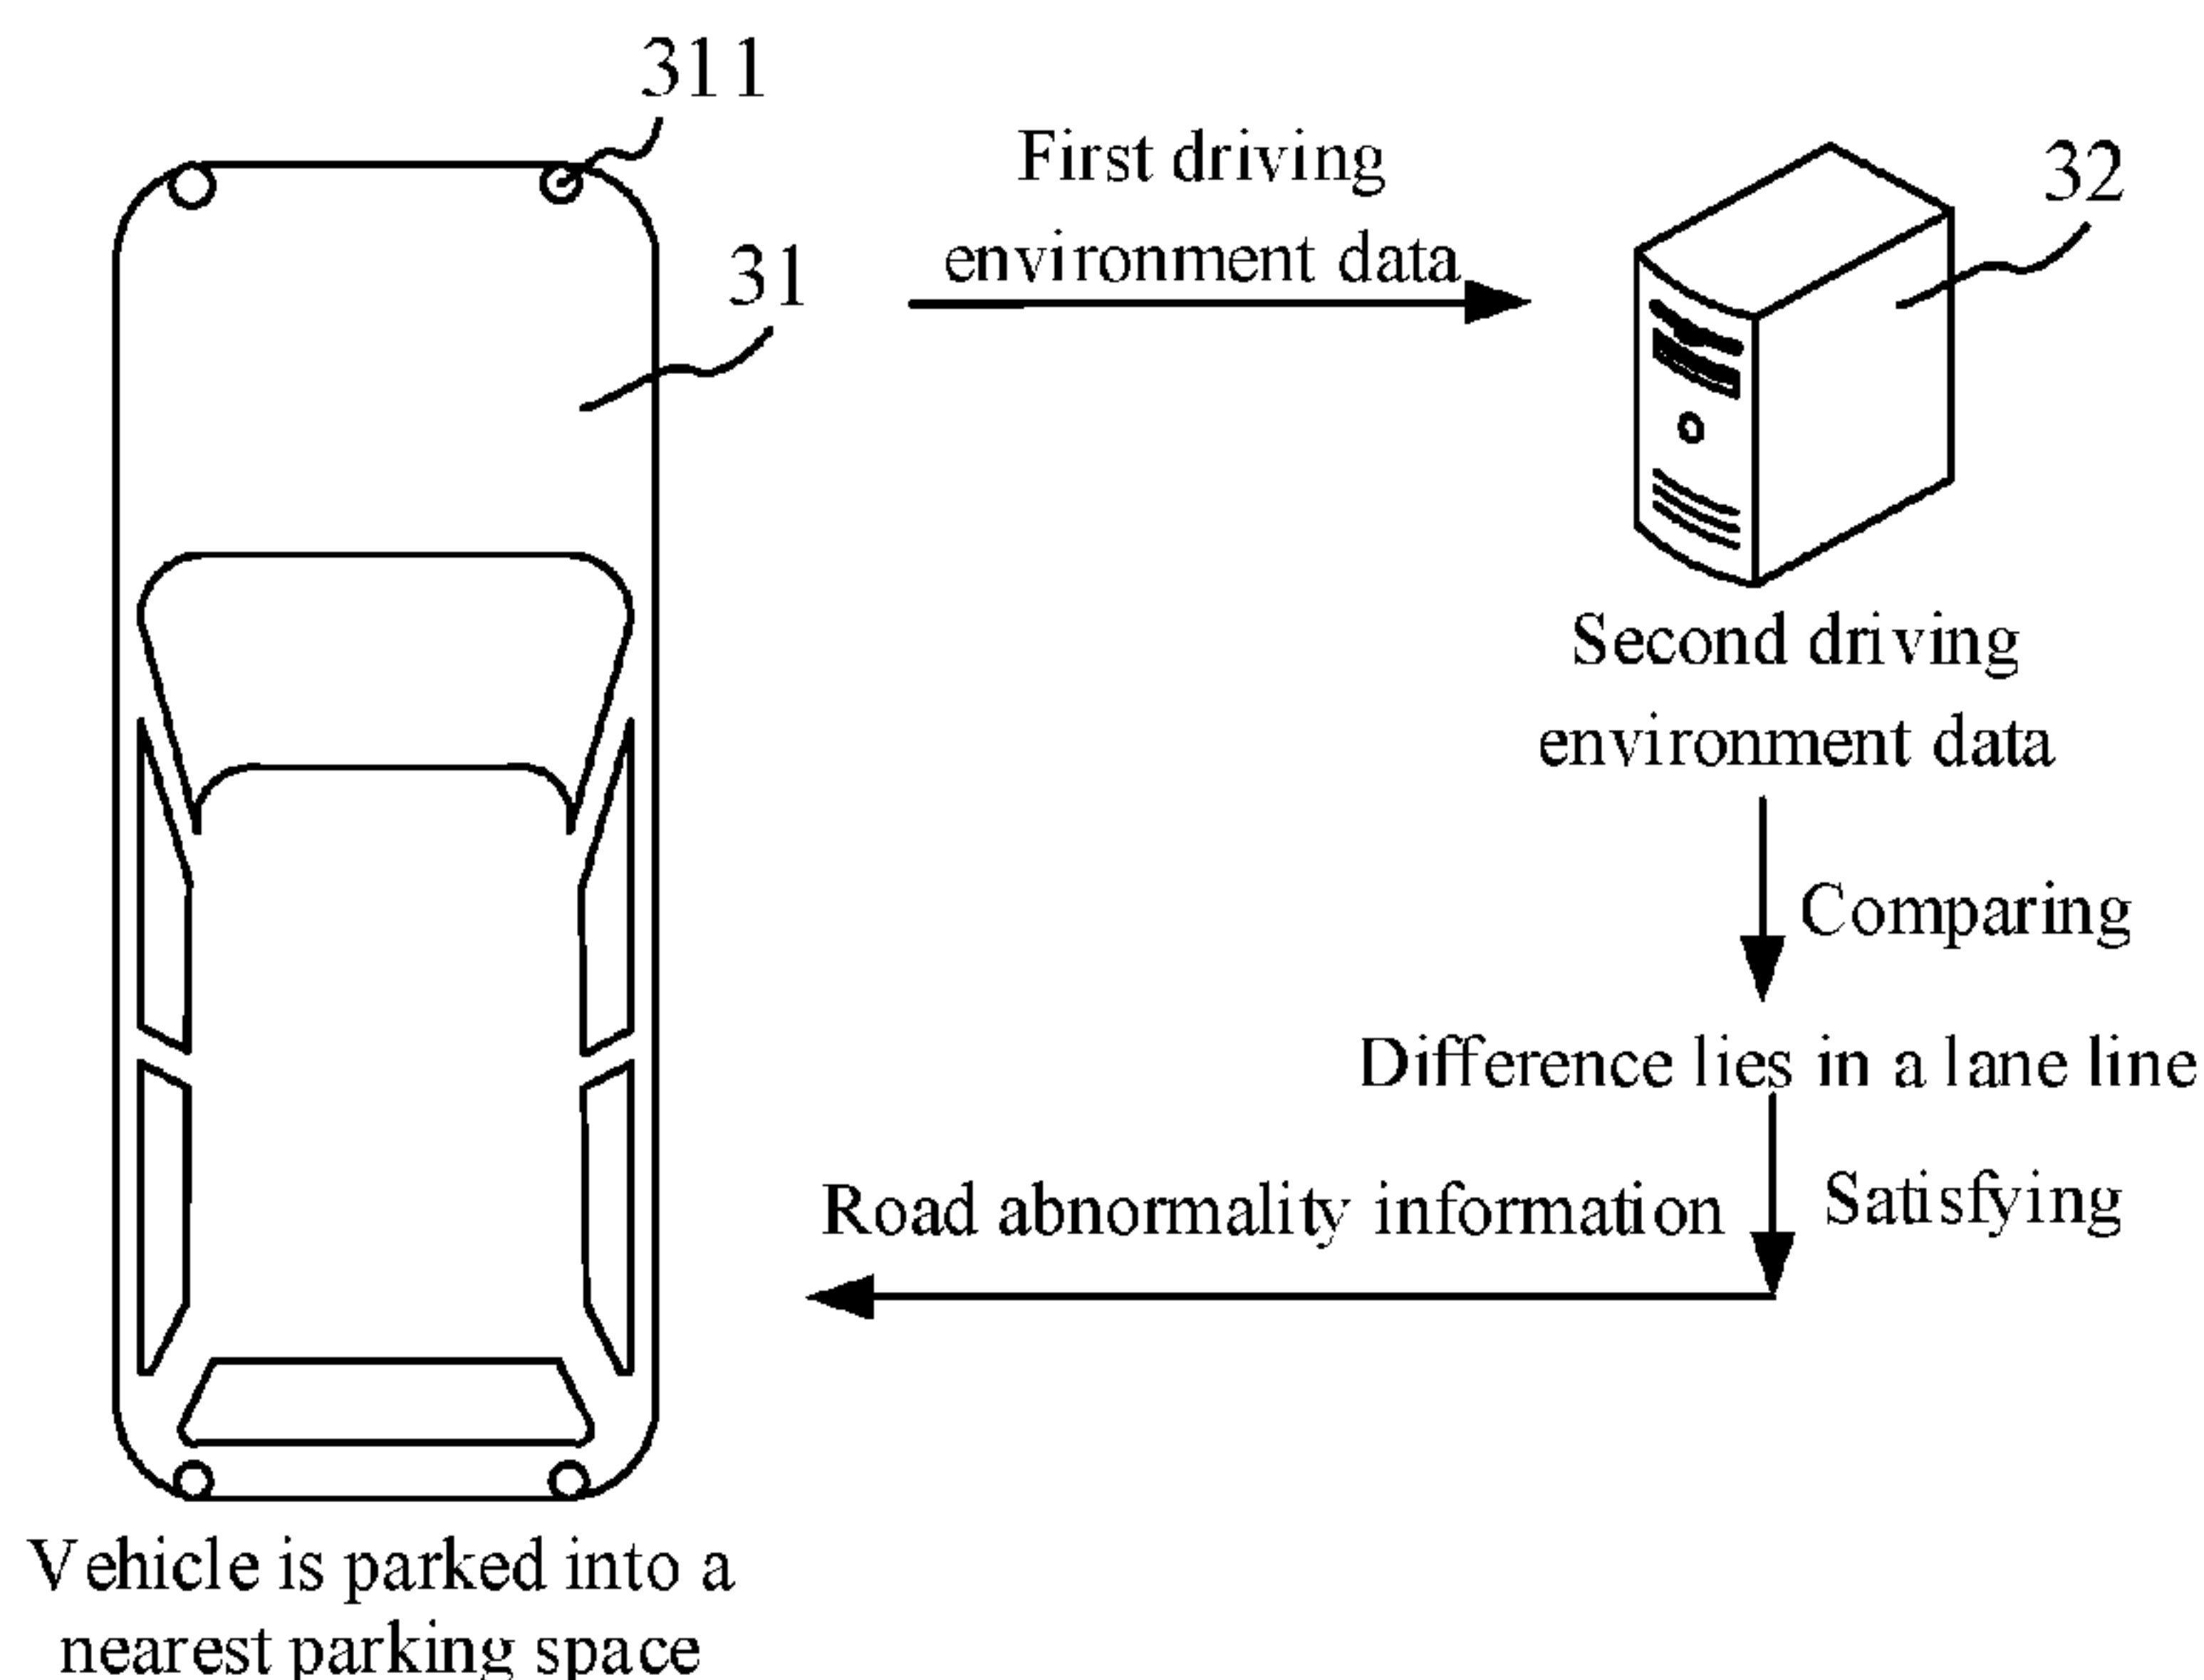 311
First driving
environment data
32
31
Second driving
environment data
Comparing
Difference lies in a lane line
Satisfying
Road abnormality information
Vehicle is parked into a
nearest parking space